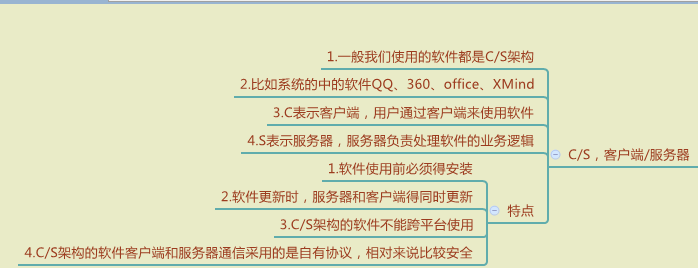 1.一般我们使用的软件都是C/S架构
2.比如系统的中的软件QQ、360、office、XMind
3.C表示客户端，用户通过客户端来使用软件
4.S表示服务器，服务器负责处理软件的业务逻辑
C/S，客户端/服务器
1.软件使用前必须得安装
2.软件更新时，服务器和客户端得同时更新
特点
3.C/S架构的软件不能跨平台使用
4.C/S架构的软件客户端和服务器通信采用的是自有协议，相对来说比较安全